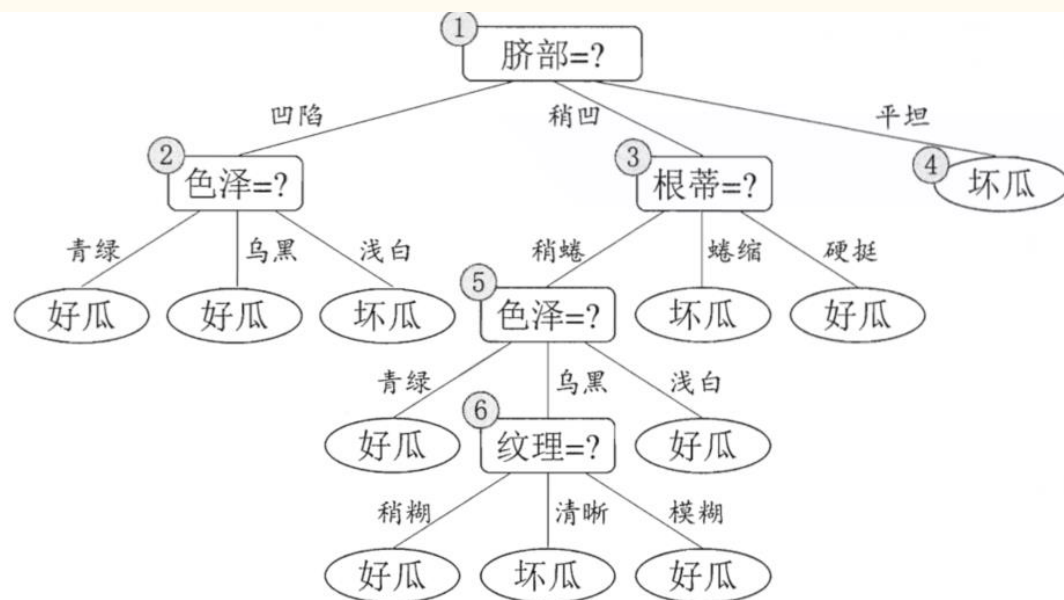 ① 脐部=?
凹陷 稍凹 平坦
② 色泽=? ③ 根蒂=? ④ 坏瓜
青绿 乌黑 浅白 稍蜷 蜷缩 硬挺
好瓜 好瓜 坏瓜 ⑤ 色泽=? 坏瓜 好瓜
青绿 乌黑 浅白
好瓜 ⑥ 纹理=? 好瓜
稍糊 清晰 模糊
好瓜 坏瓜 好瓜